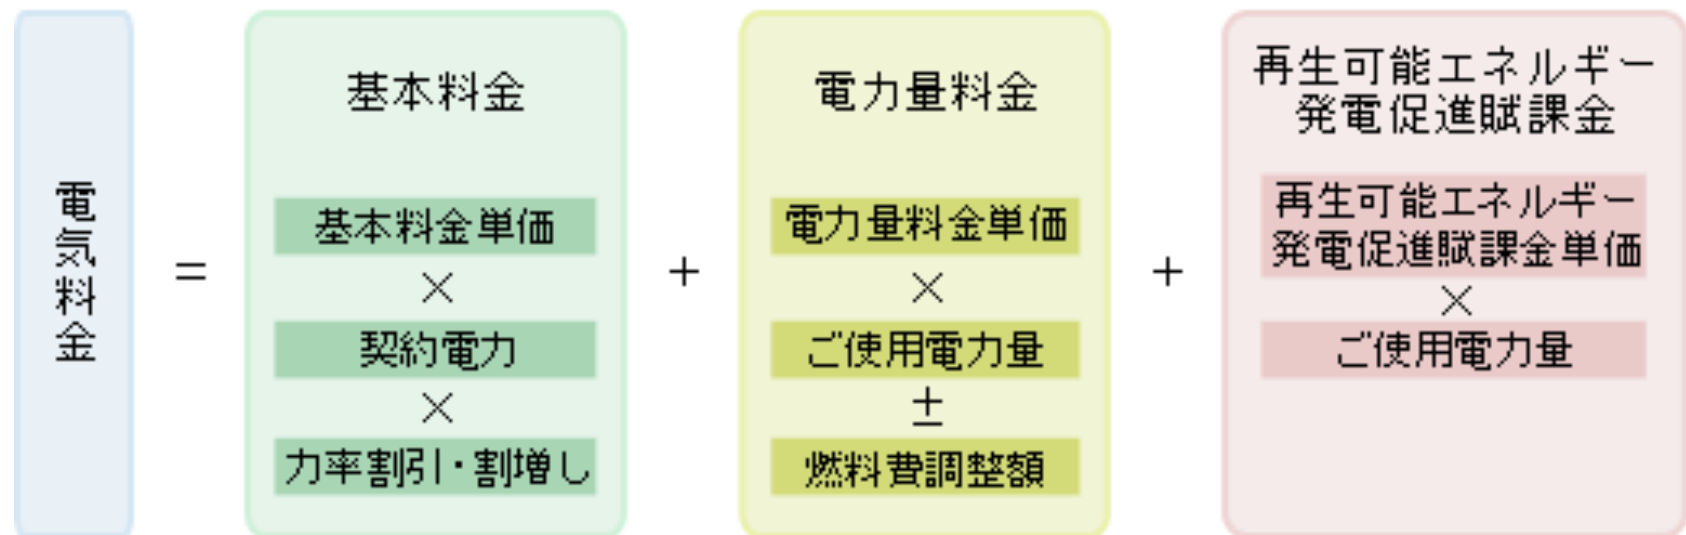 電気料金
=
基本料金
基本料金単価
×
契約電力
×
力率割引・割増し
+
電力量料金
電力量料金単価
×
ご使用電力量
±
燃料費調整額
+
再生可能エネルギー
発電促進賦課金
再生可能エネルギー
発電促進賦課金単価
×
ご使用電力量